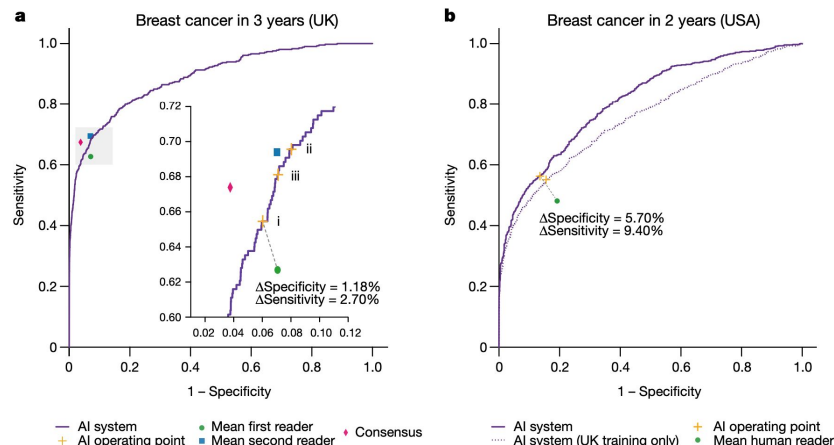 a
Breast cancer in 3 years (UK)
1.0
0.8
0.6
0.4
0.2
0
Sensitivity
0.72
0.70
0.68
0.66
0.64
0.62
0.60
ii
iii
i
ΔSpecificity = 1.18%
ΔSensitivity = 2.70%
0.02 0.04 0.06 0.08 0.10 0.12
0 0.2 0.4 0.6 0.8 1.0
1 – Specificity
AI system
AI operating point
Mean first reader
Mean second reader
Consensus
b
Breast cancer in 2 years (USA)
1.0
0.8
0.6
0.4
0.2
0
Sensitivity
ΔSpecificity = 5.70%
ΔSensitivity = 9.40%
0 0.2 0.4 0.6 0.8 1.0
1 – Specificity
AI system
AI system (UK training only)
AI operating point
Mean human reader